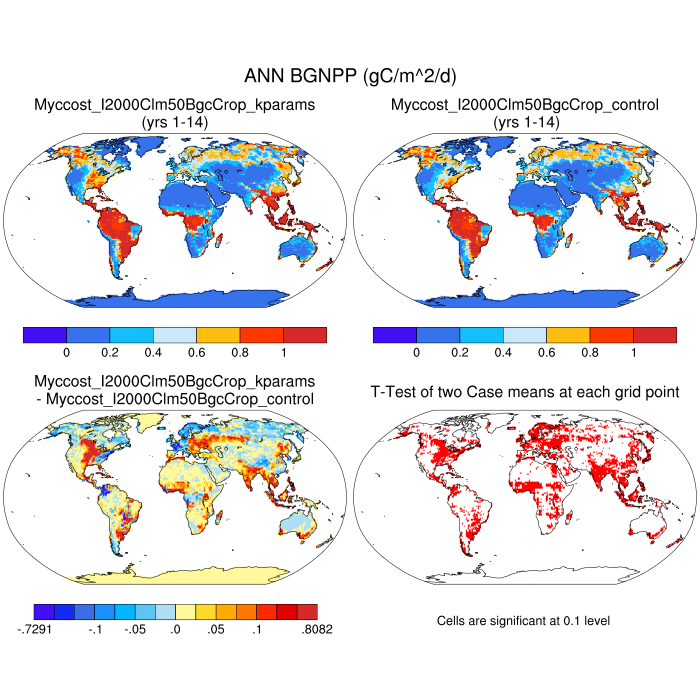 ANN BGNPP (gC/m^2/d)
Myccost_I2000Clm50BgcCrop_kparams
(yrs 1-14)
Myccost_I2000Clm50BgcCrop_control
(yrs 1-14)
0 0.2 0.4 0.6 0.8 1
0 0.2 0.4 0.6 0.8 1
Myccost_I2000Clm50BgcCrop_kparams
- Myccost_I2000Clm50BgcCrop_control
T-Test of two Case means at each grid point
-.7291 -.1 -.05 .0 .05 .1 .8082
Cells are significant at 0.1 level